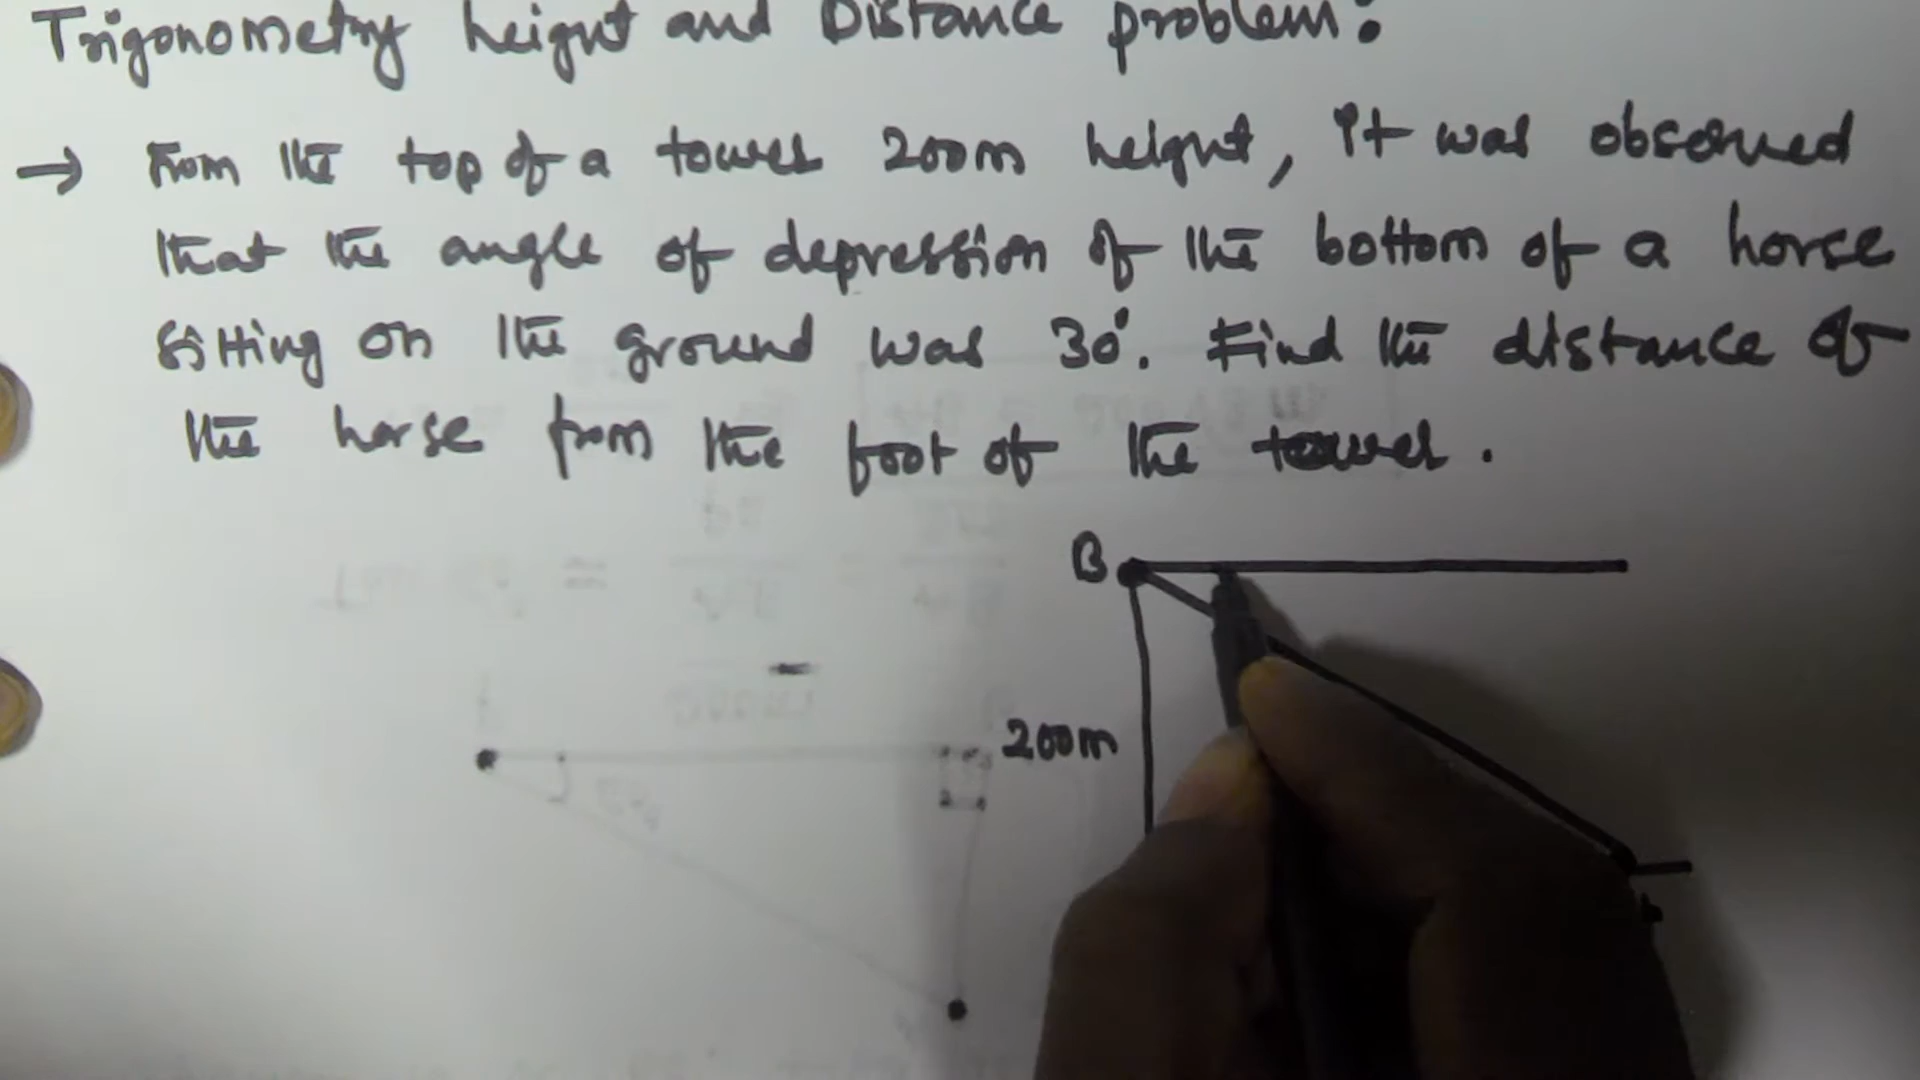 Trigonometry height and Distance problem:
→ From the top of a tower 200m height, it was observed
that the angle of depression of the bottom of a horse
sitting on the ground was 30°. Find the distance of
the horse from the foot of the tower.
B
200m